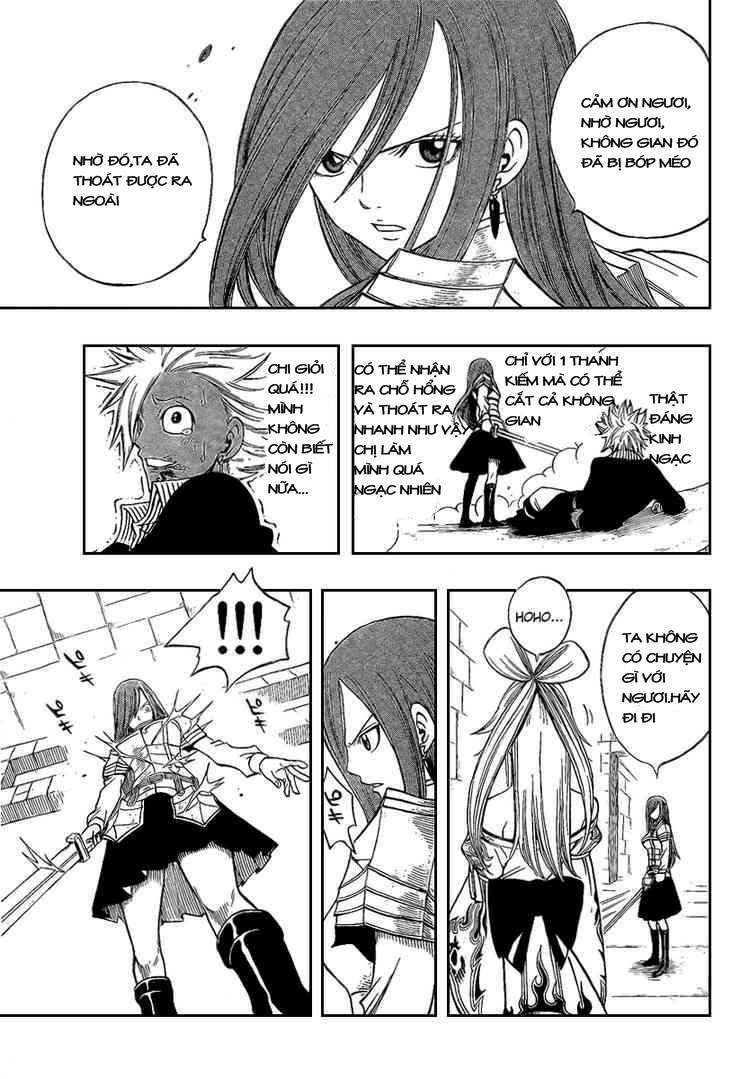 CẢM ƠN NGƯƠI,
NHỜ NGƯƠI,
KHÔNG GIAN ĐÓ
ĐÃ BỊ BÓP MÉO
NHỜ ĐÓ,TA ĐÃ
THOÁT ĐƯỢC RA
NGOÀI
THẬT
ĐÁNG
KINH
NGẠC
CHỈ VỚI 1 THANH
KIẾM MÀ CÓ THỂ
CẮT CẢ KHÔNG
GIAN
CÓ THỂ NHẬN
RA CHỖ HỔNG
VÀ THOÁT RA
NHANH NHƯ VẬ
CHỊ LÀM
MÌNH QUÁ
NGẠC NHIÊN
CHỊ GIỎI
QUÁ!!!
MÌNH
KHÔNG
CÒN BIẾT
NÓI GÌ
NỮA...
TA KHÔNG
CÓ CHUYỆN
GÌ VỚI
NGƯƠI.HÃY
ĐI ĐI
HOHO...
!!!